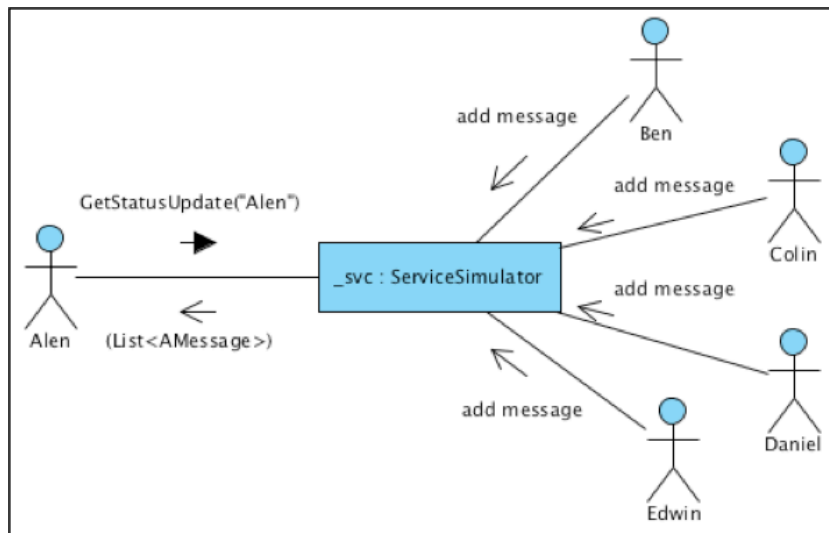 add message
Ben
add message
Colin
GetStatusUpdate("Alen")
_svc : ServiceSimulator
add message
Alen
(List<AMessage>)
add message
Daniel
Edwin